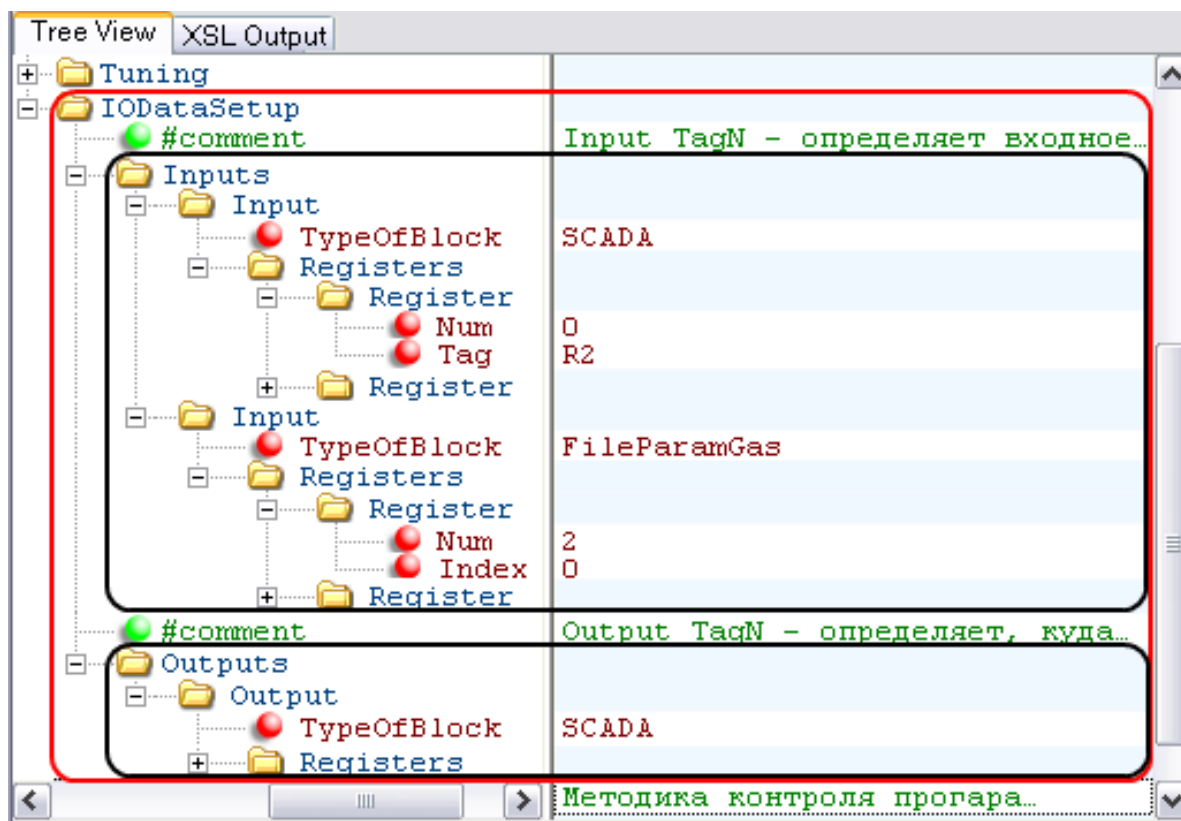 Tree View XSL Output
Tuning
IODataSetup
#comment Input TagN – определяет входное…
Inputs
Input
TypeOfBlock SCADA
Registers
Register
Num 0
Tag R2
Register
Input
TypeOfBlock FileParamGas
Registers
Register
Num 2
Index 0
Register
#comment Output TagN – определяет, куда…
Outputs
Output
TypeOfBlock SCADA
Registers
Методика контроля прогара…